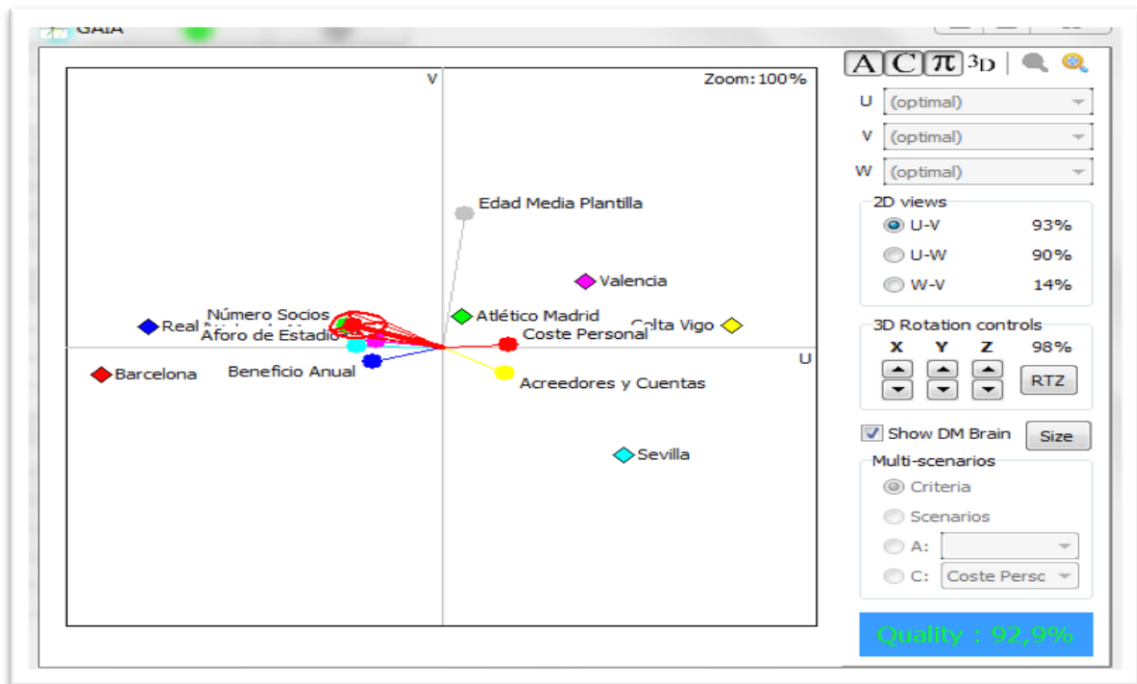 GAIA
V
Zoom: 100%
A C π 3D
U (optimal)
V (optimal)
W (optimal)
2D views
U-V 93%
U-W 90%
W-V 14%
3D Rotation controls
X Y Z 98%
RTZ
Show DM Brain Size
Multi-scenarios
Criteria
Scenarios
A:
C: Coste Persc
Quality : 92,9%
Edad Media Plantilla
Valencia
Número Socios
Real
Atlético Madrid
Celta Vigo
Aforo de Estadio
Coste Personal
U
Barcelona
Beneficio Anual
Acreedores y Cuentas
Sevilla